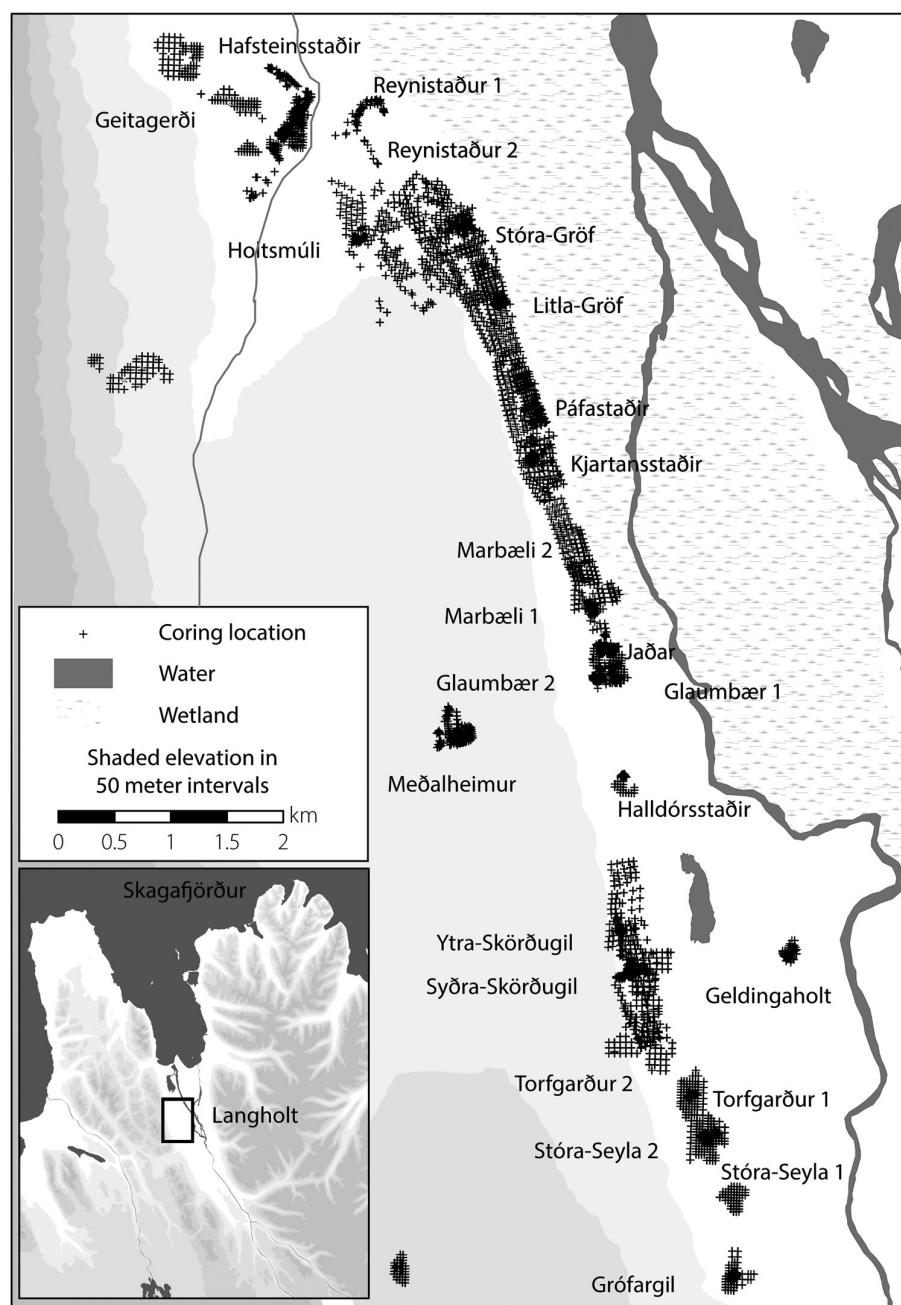 Hafsteinsstaðir
Reynistaður 1
Geitagerði
Reynistaður 2
Stóra-Gröf
Holtsmúli
Litla-Gröf
Páfastaðir
Kjartansstaðir
Marbæli 2
Marbæli 1
Jaðar
Glaumbær 2
Glaumbær 1
Meðalheimur
Halldórsstaðir
Ytra-Skörðugil
Syðra-Skörðugil
Geldingaholt
Torfgarður 2
Torfgarður 1
Stóra-Seyla 2
Stóra-Seyla 1
Grófargil
Coring location
Water
Wetland
Shaded elevation in
50 meter intervals
km
0 0.5 1 2
Skagafjörður
Langholt